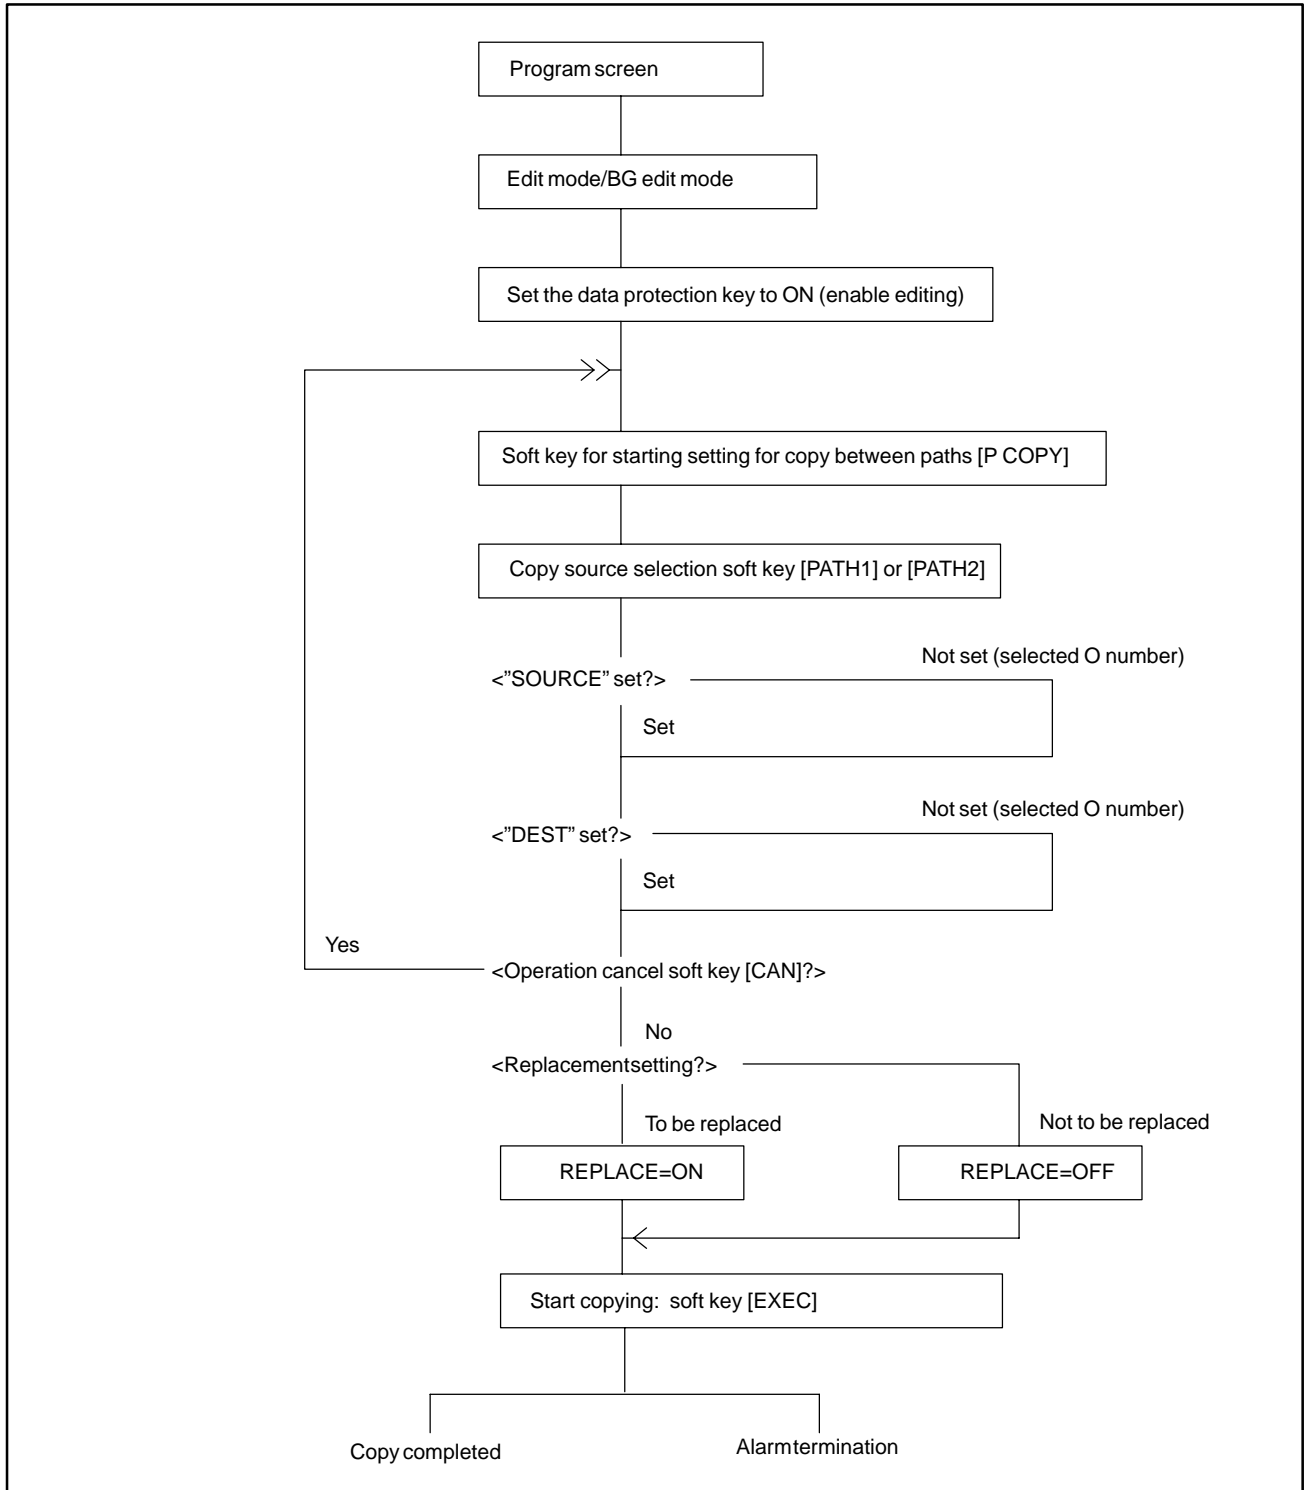 Program screen
Edit mode/BG edit mode
Set the data protection key to ON (enable editing)
Soft key for starting setting for copy between paths [P COPY]
Copy source selection soft key [PATH1] or [PATH2]
Not set (selected O number)
<”SOURCE” set?>
Set
Not set (selected O number)
<”DEST” set?>
Set
Yes
<Operation cancel soft key [CAN]?>
No
<Replacementsetting?>
To be replaced
Not to be replaced
REPLACE=ON
REPLACE=OFF
Start copying: soft key [EXEC]
Copy completed
Alarmtermination